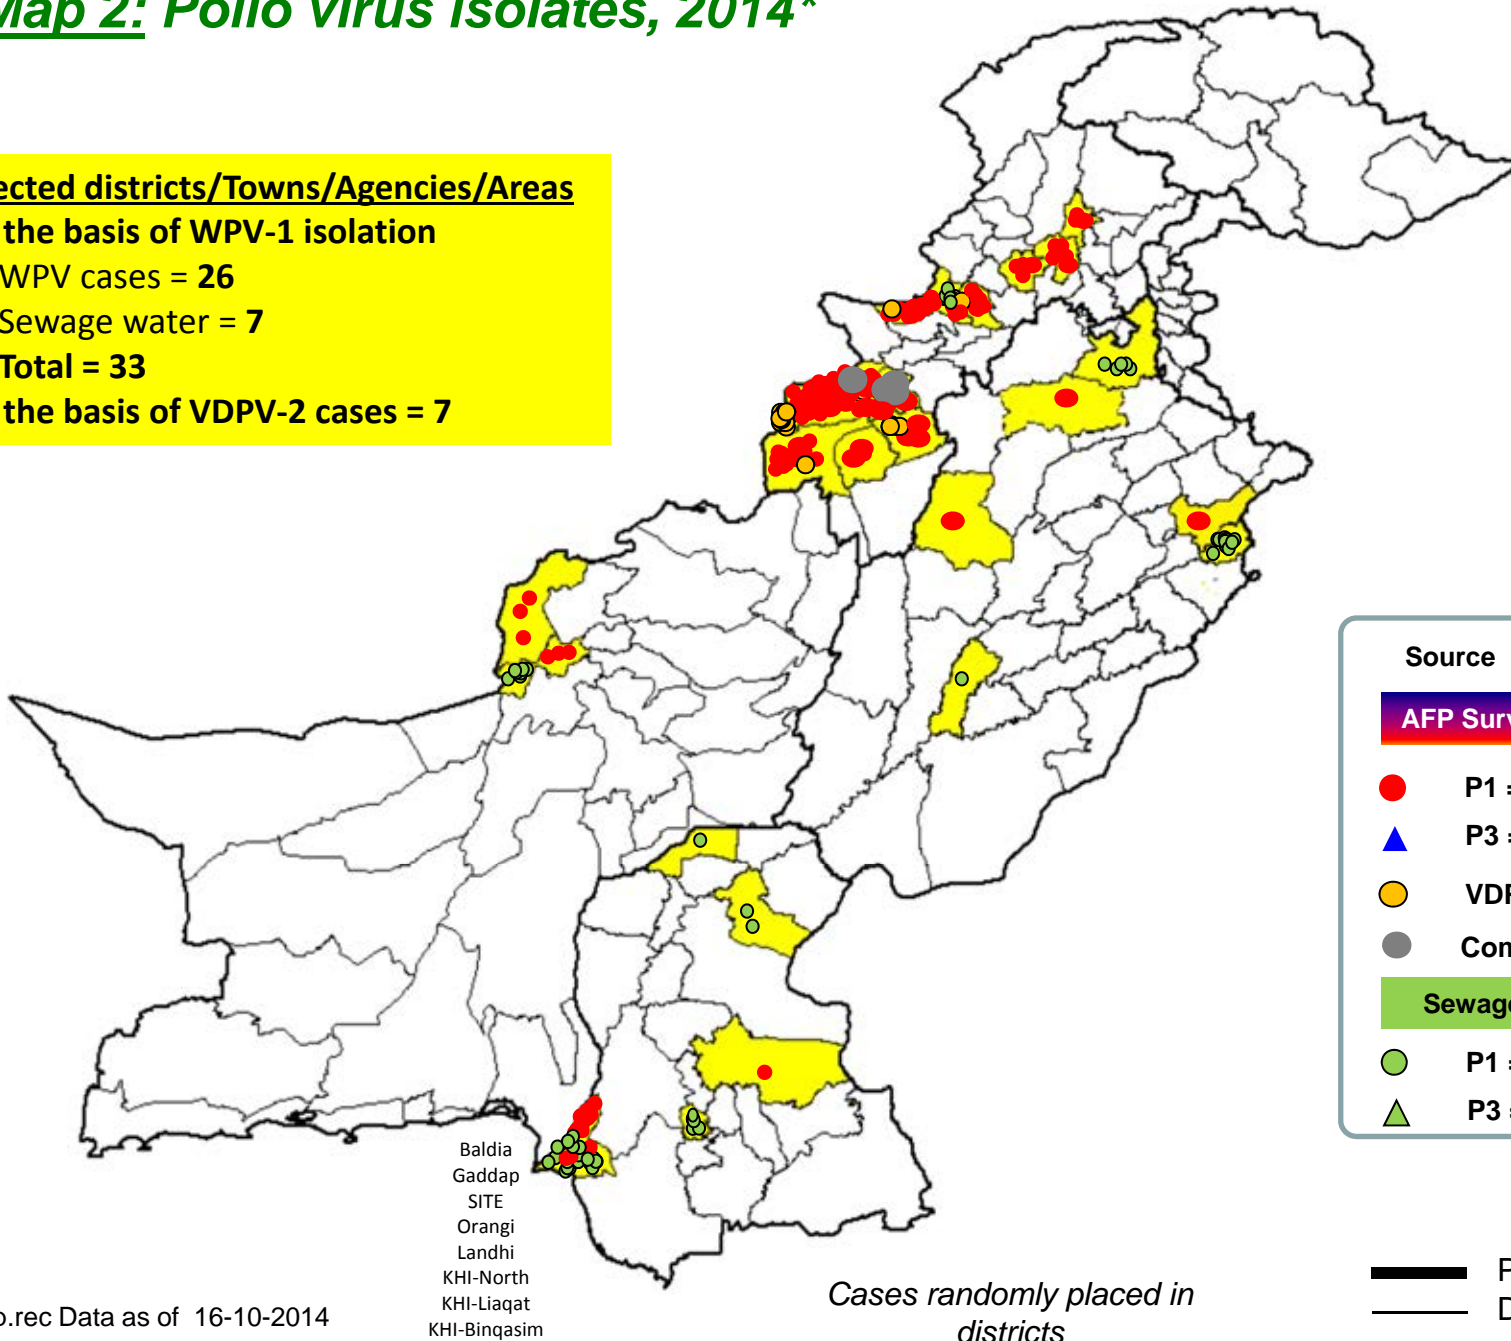 Map 2: Polio virus Isolates, 2014*
ected districts/Towns/Agencies/Areas
the basis of WPV-1 isolation
WPV cases = 26
Sewage water = 7
Total = 33
the basis of VDPV-2 cases = 7
Source
AFP Surv
P1 =
P3 =
VDP
Com
Sewage
P1 =
P3 =
Baldia
Gaddap
SITE
Orangi
Landhi
KHI-North
KHI-Liaqat
KHI-Binqasim
o.rec Data as of 16-10-2014
Cases randomly placed in
districts
P
D